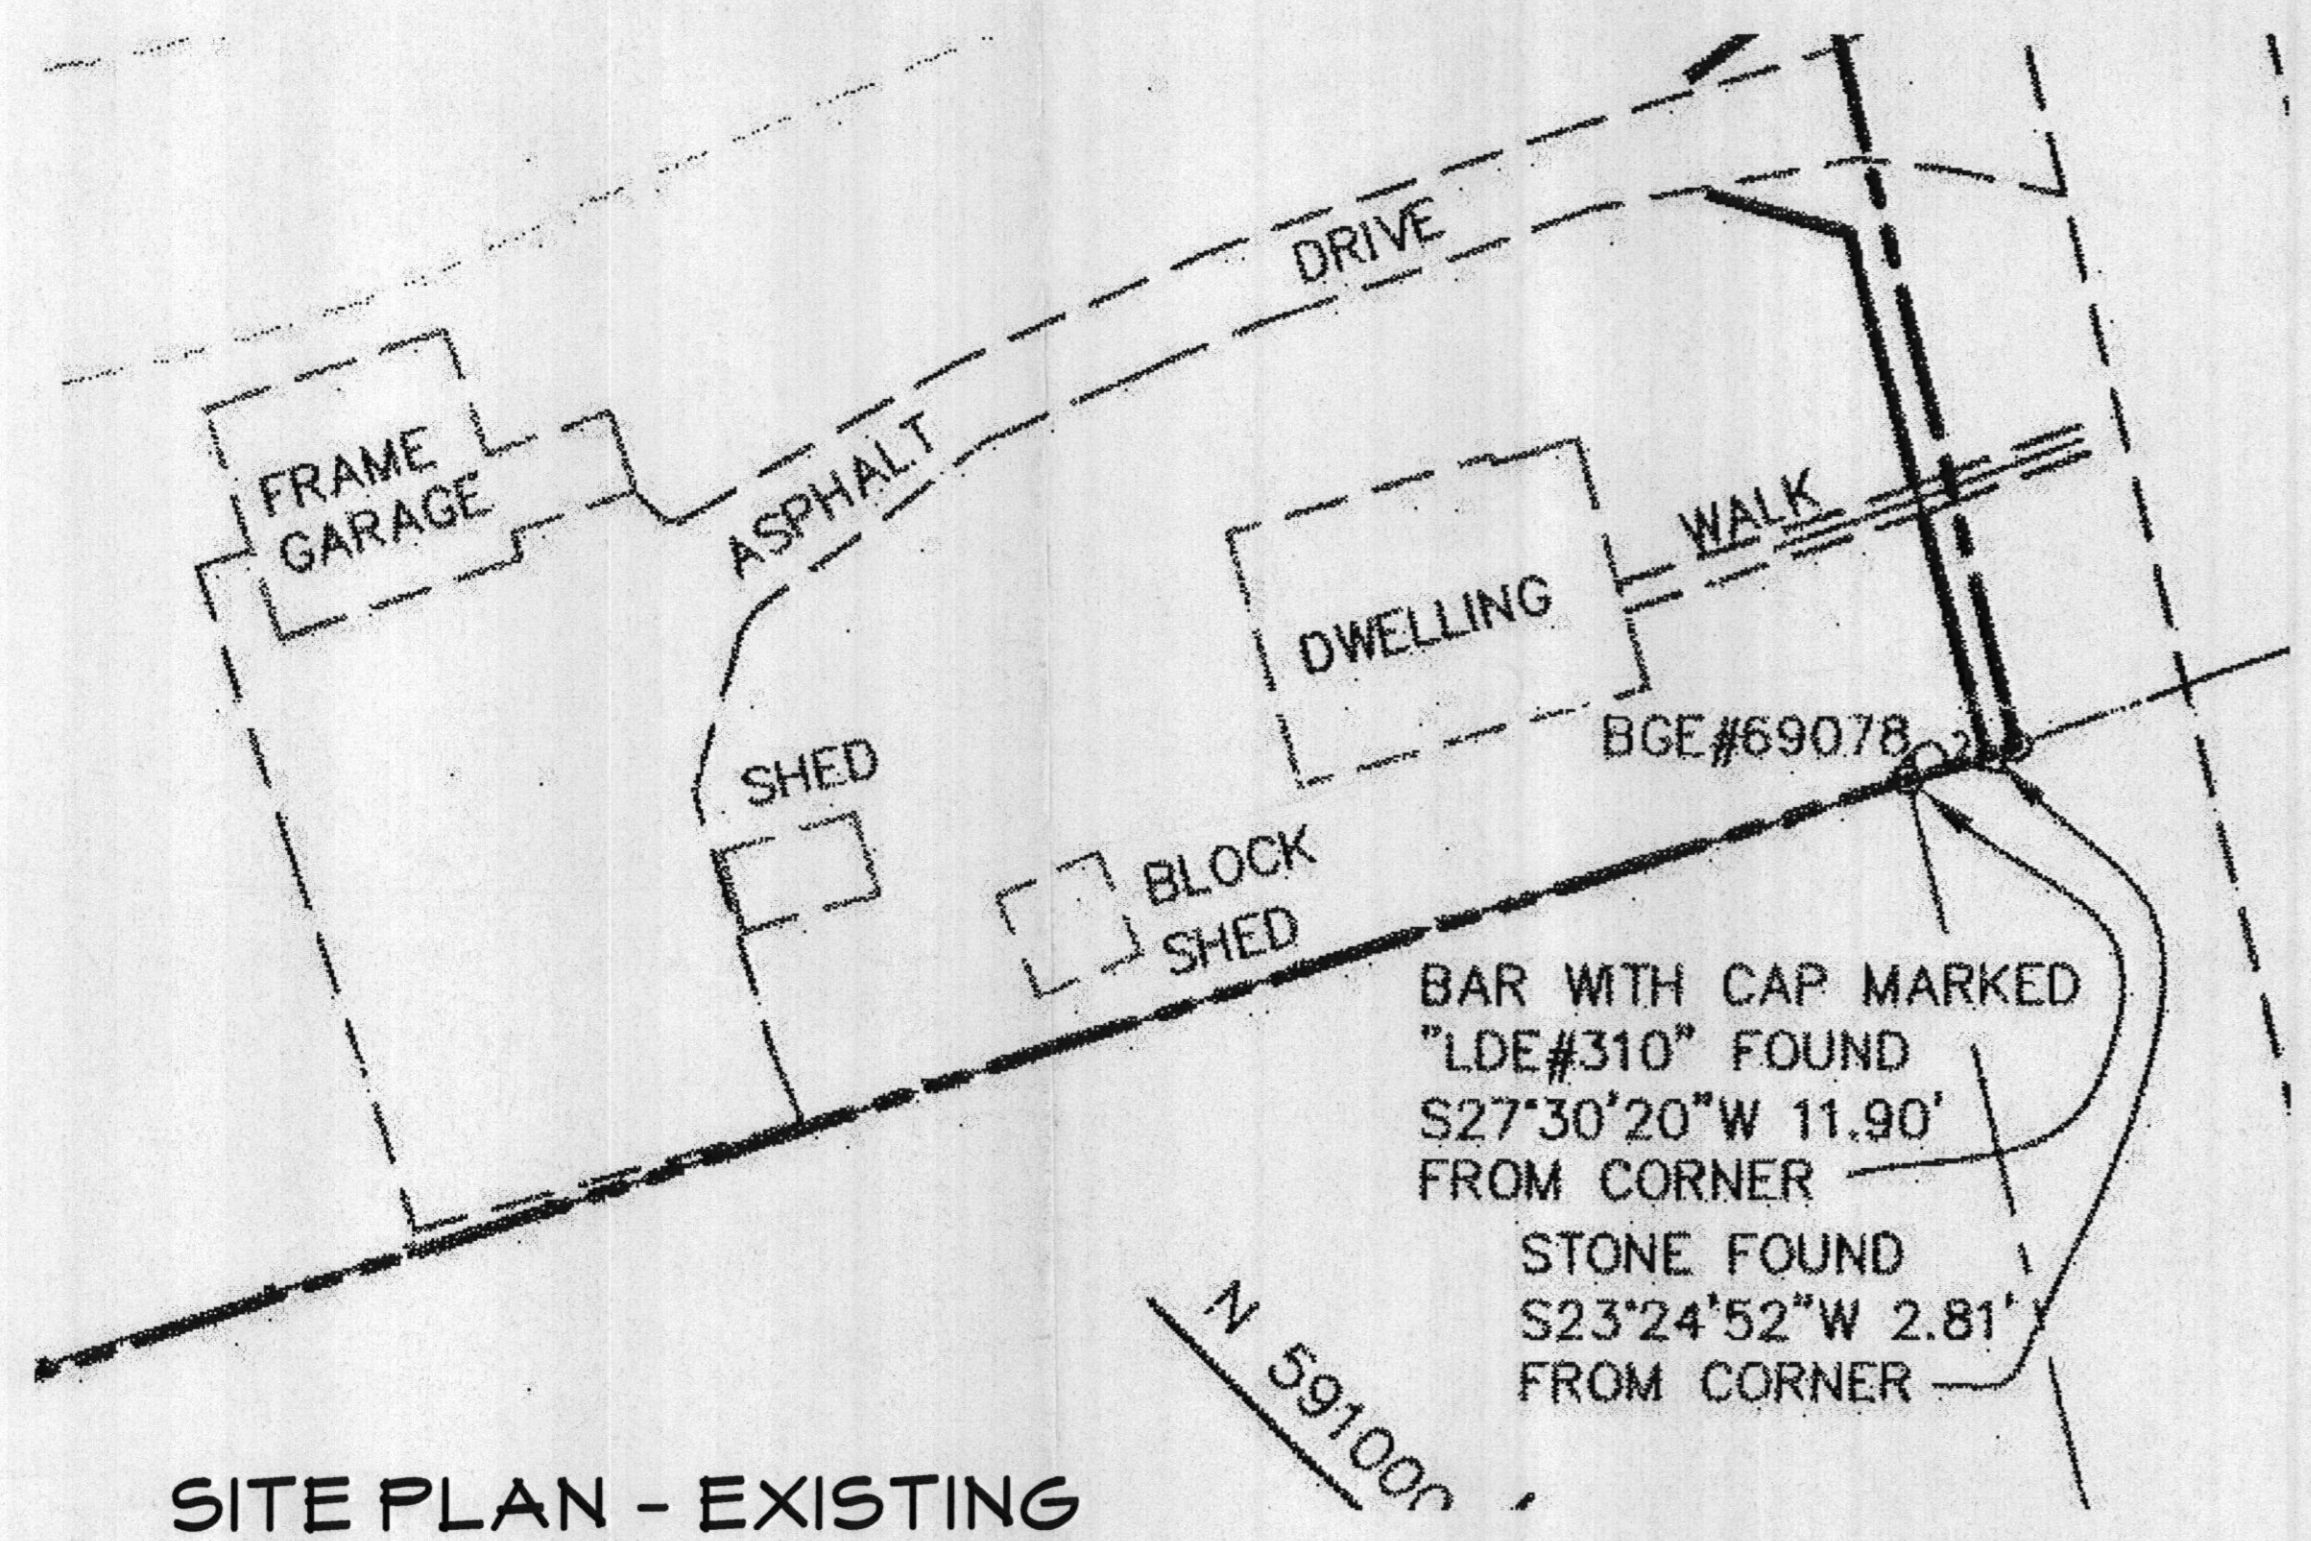 DRIVE
ASPHALT
FRAME
GARAGE
WALK
DWELLING
BGE#69078
SHED
BLOCK
SHED
BAR WITH CAP MARKED
"LDE#310" FOUND
S27°30'20"W 11.90'
FROM CORNER
STONE FOUND
S23°24'52"W 2.81'
FROM CORNER
N 591000
SITE PLAN - EXISTING